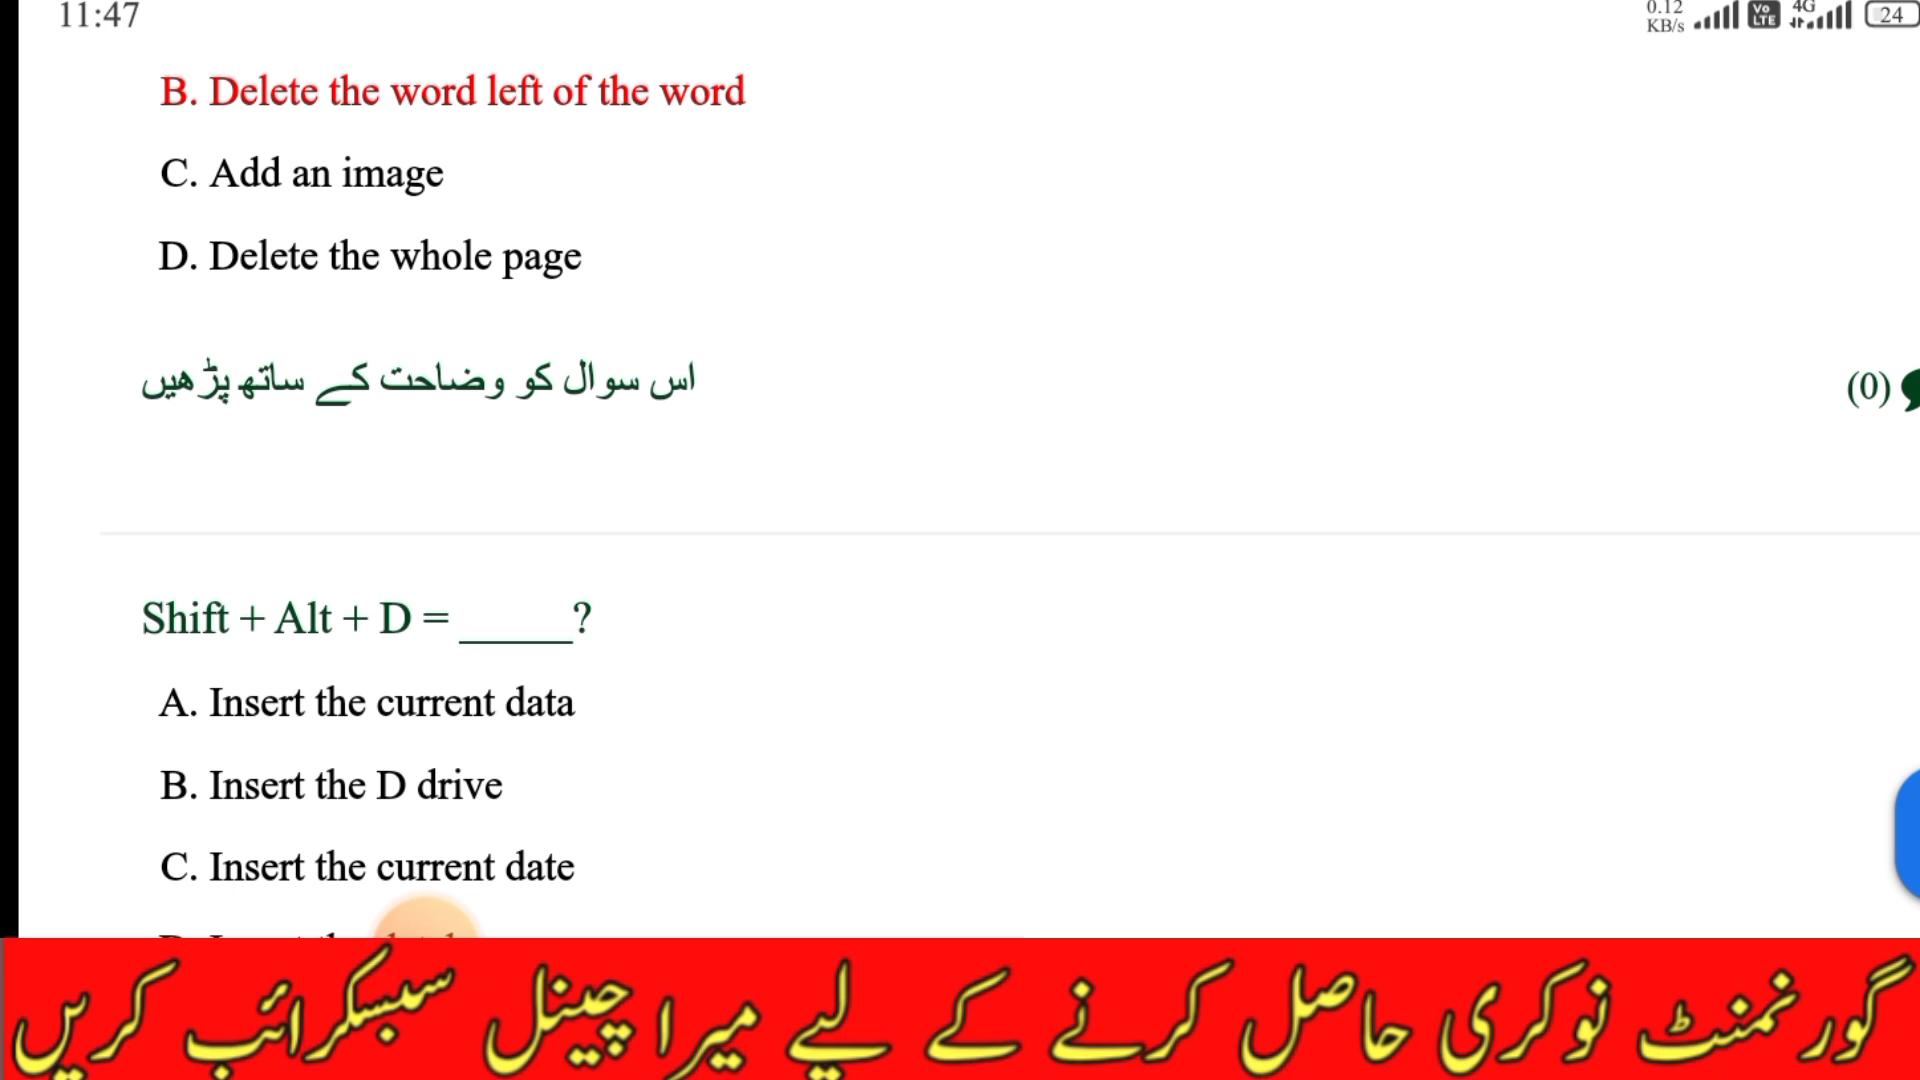 11:47
0.12 KB/s Vo LTE 4G 24
B. Delete the word left of the word
C. Add an image
D. Delete the whole page
اس سوال کو وضاحت کے ساتھ پڑھیں
(0)
Shift + Alt + D = _____?
A. Insert the current data
B. Insert the D drive
C. Insert the current date
گورنمنٹ نوکری حاصل کرنے کے لیے میرا چینل سبسکرائب کریں